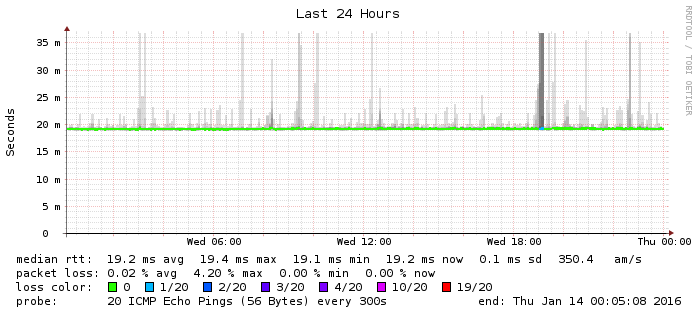 Last 24 Hours
RRDTOOL / TOBI OETIKER
Seconds
35 m
30 m
25 m
20 m
15 m
10 m
5 m
0
Wed 06:00 Wed 12:00 Wed 18:00 Thu 00:00
median rtt: 19.2 ms avg 19.4 ms max 19.1 ms min 19.2 ms now 0.1 ms sd 350.4 am/s
packet loss: 0.02 % avg 4.20 % max 0.00 % min 0.00 % now
loss color: 0 1/20 2/20 3/20 4/20 10/20 19/20
probe: 20 ICMP Echo Pings (56 Bytes) every 300s end: Thu Jan 14 00:05:08 2016